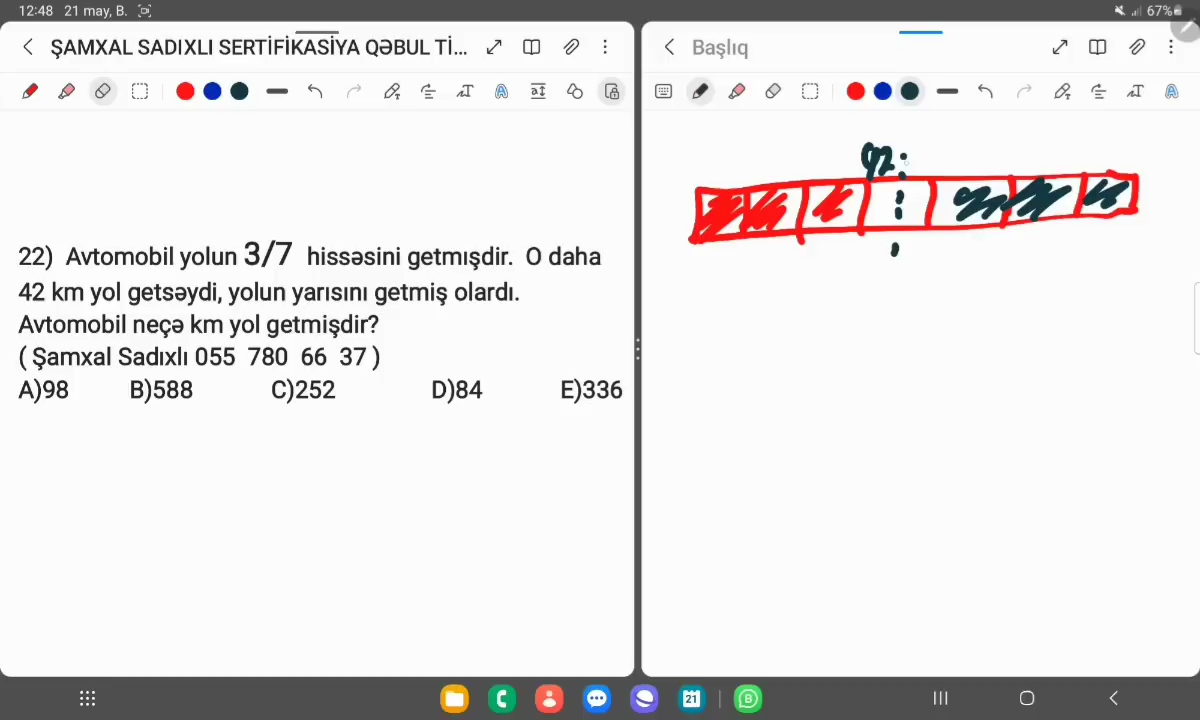 12:48 21 may, B. 67%
ŞAMXAL SADIXLI SERTİFİKASİYA QƏBUL Tİ...
Başlıq
42
22) Avtomobil yolun 3/7 hissəsini getmişdir. O daha
42 km yol getsəydi, yolun yarısını getmiş olardı.
Avtomobil neçə km yol getmişdir?
( Şamxal Sadıxlı 055 780 66 37 )
A)98 B)588 C)252 D)84 E)336
21